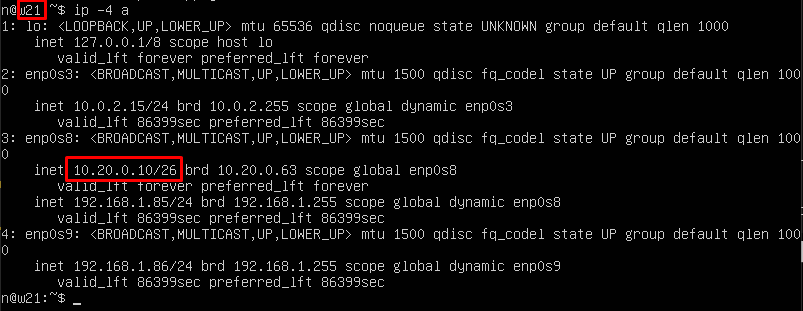 n@w21:~$ ip -4 a
1: lo: <LOOPBACK,UP,LOWER_UP> mtu 65536 qdisc noqueue state UNKNOWN group default qlen 1000
    inet 127.0.0.1/8 scope host lo
       valid_lft forever preferred_lft forever
2: enp0s3: <BROADCAST,MULTICAST,UP,LOWER_UP> mtu 1500 qdisc fq_codel state UP group default qlen 100
0
    inet 10.0.2.15/24 brd 10.0.2.255 scope global dynamic enp0s3
       valid_lft 86399sec preferred_lft 86399sec
3: enp0s8: <BROADCAST,MULTICAST,UP,LOWER_UP> mtu 1500 qdisc fq_codel state UP group default qlen 100
0
    inet 10.20.0.10/26 brd 10.20.0.63 scope global enp0s8
       valid_lft forever preferred_lft forever
    inet 192.168.1.85/24 brd 192.168.1.255 scope global dynamic enp0s8
       valid_lft 86399sec preferred_lft 86399sec
4: enp0s9: <BROADCAST,MULTICAST,UP,LOWER_UP> mtu 1500 qdisc fq_codel state UP group default qlen 100
0
    inet 192.168.1.86/24 brd 192.168.1.255 scope global dynamic enp0s9
       valid_lft 86399sec preferred_lft 86399sec
n@w21:~$ _